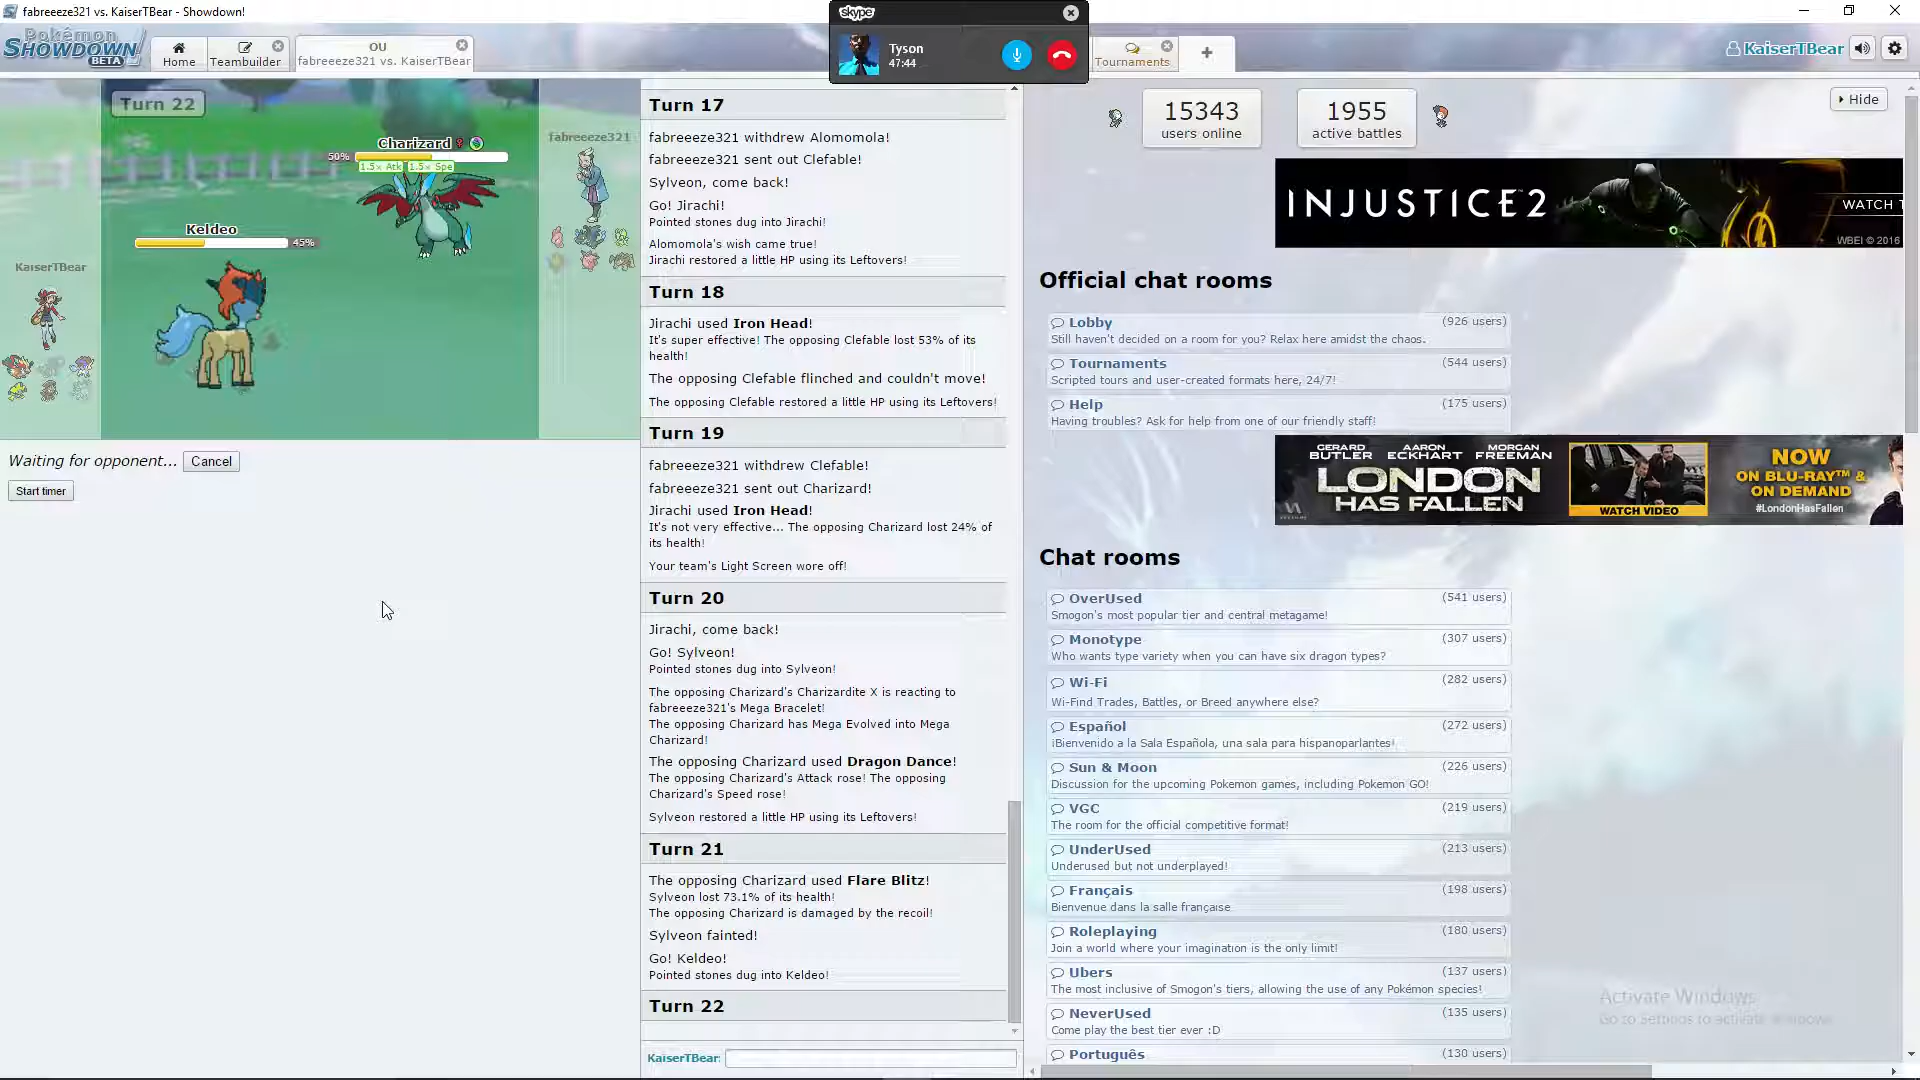 fabreeeze321 vs. KaiserTBear - Showdown!
skype
Tyson
47:44
Pokémon
SHOWDOWN!
BETA
Home
Teambuilder
OU
fabreeeze321 vs. KaiserTBear
Tournaments
+
KaiserTBear
Turn 22
Charizard
50%
1.5× Atk 1.5× Spe
Keldeo
45%
fabreeeze321
KaiserTBear
Waiting for opponent... Cancel
Start timer
Turn 17
fabreeeze321 withdrew Alomomola!
fabreeeze321 sent out Clefable!
Sylveon, come back!
Go! Jirachi!
Pointed stones dug into Jirachi!
Alomomola's wish came true!
Jirachi restored a little HP using its Leftovers!
Turn 18
Jirachi used Iron Head!
It's super effective! The opposing Clefable lost 53% of its
health!
The opposing Clefable flinched and couldn't move!
The opposing Clefable restored a little HP using its Leftovers!
Turn 19
fabreeeze321 withdrew Clefable!
fabreeeze321 sent out Charizard!
Jirachi used Iron Head!
It's not very effective... The opposing Charizard lost 24% of
its health!
Your team's Light Screen wore off!
Turn 20
Jirachi, come back!
Go! Sylveon!
Pointed stones dug into Sylveon!
The opposing Charizard's Charizardite X is reacting to
fabreeeze321's Mega Bracelet!
The opposing Charizard has Mega Evolved into Mega
Charizard!
The opposing Charizard used Dragon Dance!
The opposing Charizard's Attack rose! The opposing
Charizard's Speed rose!
Sylveon restored a little HP using its Leftovers!
Turn 21
The opposing Charizard used Flare Blitz!
Sylveon lost 73.1% of its health!
The opposing Charizard is damaged by the recoil!
Sylveon fainted!
Go! Keldeo!
Pointed stones dug into Keldeo!
Turn 22
KaiserTBear:
15343
users online
1955
active battles
Hide
INJUSTICE 2
WATCH T
WBEI © 2016
Official chat rooms
Lobby (926 users)
Still haven't decided on a room for you? Relax here amidst the chaos.
Tournaments (544 users)
Scripted tours and user-created formats here, 24/7!
Help (175 users)
Having troubles? Ask for help from one of our friendly staff!
GERARD BUTLER AARON ECKHART MORGAN FREEMAN
LONDON
HAS FALLEN
WATCH VIDEO
NOW
ON BLU-RAY™ &
ON DEMAND
#LondonHasFallen
Chat rooms
OverUsed (541 users)
Smogon's most popular tier and central metagame!
Monotype (307 users)
Who wants type variety when you can have six dragon types?
Wi-Fi (282 users)
Wi-Find Trades, Battles, or Breed anywhere else?
Español (272 users)
¡Bienvenido a la Sala Española, una sala para hispanoparlantes!
Sun & Moon (226 users)
Discussion for the upcoming Pokemon games, including Pokemon GO!
VGC (219 users)
The room for the official competitive format!
UnderUsed (213 users)
Underused but not underplayed!
Français (198 users)
Bienvenue dans la salle française
Roleplaying (180 users)
Join a world where your imagination is the only limit!
Ubers (137 users)
The most inclusive of Smogon's tiers, allowing the use of any Pokémon species!
NeverUsed (135 users)
Come play the best tier ever :D
Português (130 users)
Activate Windows
Go to Settings to activate Windows.